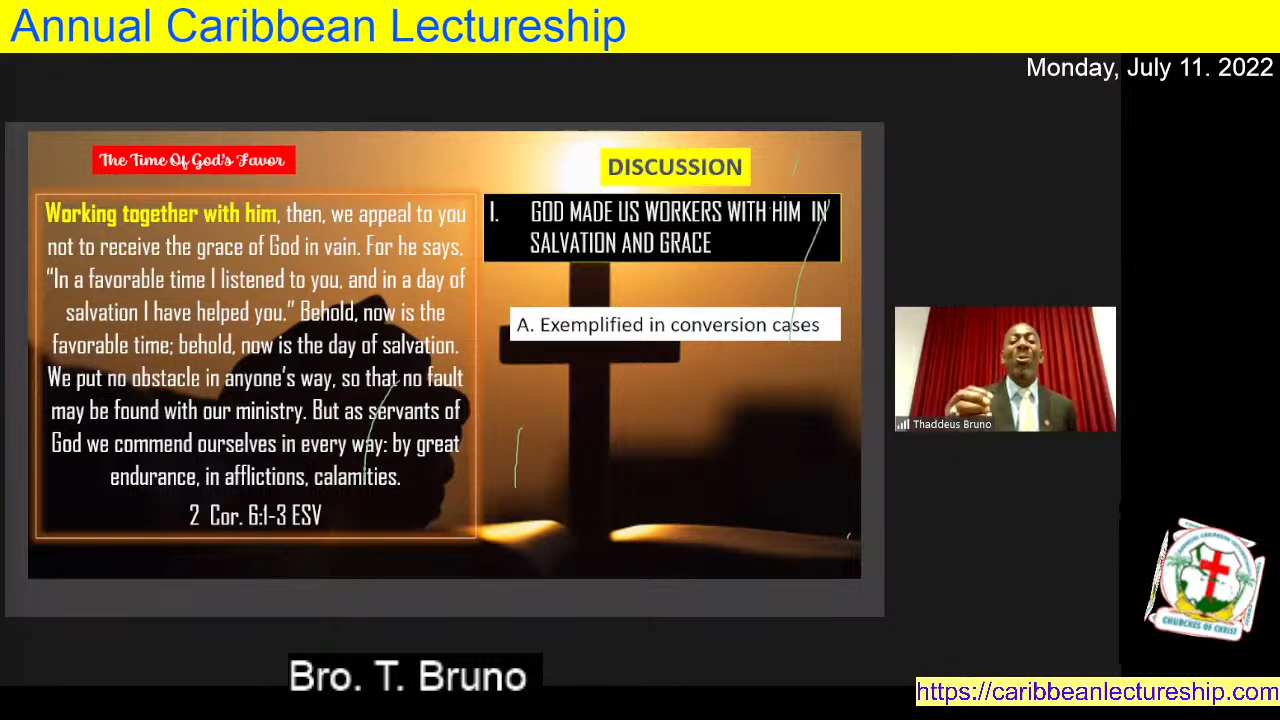 Annual Caribbean Lectureship
Monday, July 11. 2022
The Time Of God's Favor
Working together with him, then, we appeal to you
not to receive the grace of God in vain. For he says,
“In a favorable time I listened to you, and in a day of
salvation I have helped you.” Behold, now is the
favorable time; behold, now is the day of salvation.
We put no obstacle in anyone’s way, so that no fault
may be found with our ministry. But as servants of
God we commend ourselves in every way: by great
endurance, in afflictions, calamities.
2 Cor. 6:1-3 ESV
DISCUSSION
I. GOD MADE US WORKERS WITH HIM IN
SALVATION AND GRACE
A. Exemplified in conversion cases
Thaddeus Bruno
CHURCHES OF CHRIST
Bro. T. Bruno
https://caribbeanlectureship.com